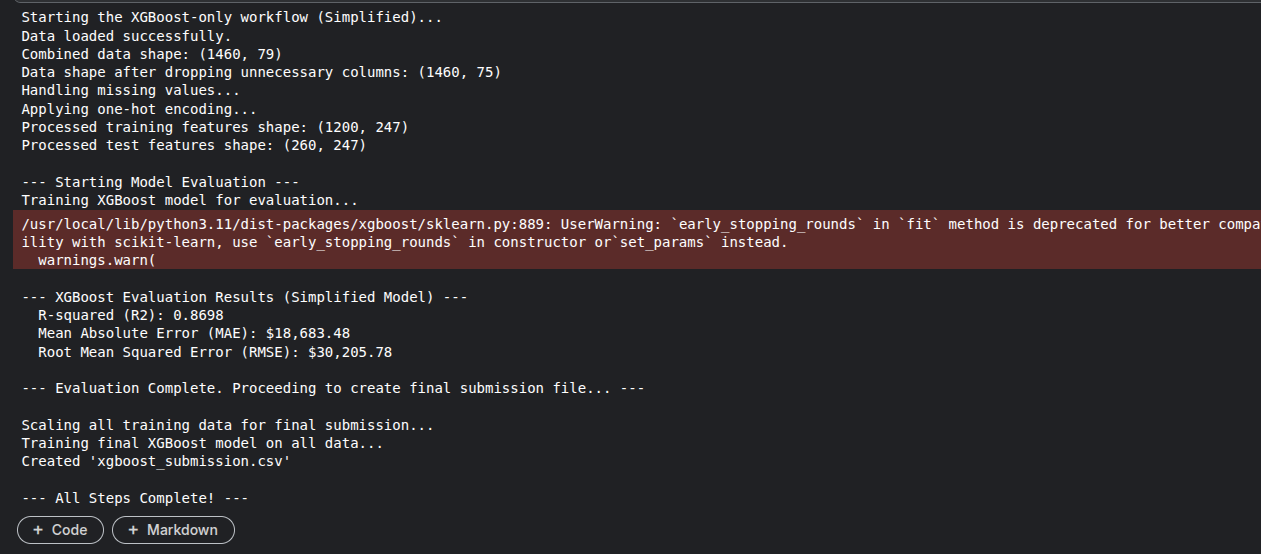 Starting the XGBoost-only workflow (Simplified)...
Data loaded successfully.
Combined data shape: (1460, 79)
Data shape after dropping unnecessary columns: (1460, 75)
Handling missing values...
Applying one-hot encoding...
Processed training features shape: (1200, 247)
Processed test features shape: (260, 247)
--- Starting Model Evaluation ---
Training XGBoost model for evaluation...
/usr/local/lib/python3.11/dist-packages/xgboost/sklearn.py:889: UserWarning: `early_stopping_rounds` in `fit` method is deprecated for better compa
ility with scikit-learn, use `early_stopping_rounds` in constructor or`set_params` instead.
warnings.warn(
--- XGBoost Evaluation Results (Simplified Model) ---
R-squared (R2): 0.8698
Mean Absolute Error (MAE): $18,683.48
Root Mean Squared Error (RMSE): $30,205.78
--- Evaluation Complete. Proceeding to create final submission file... ---
Scaling all training data for final submission...
Training final XGBoost model on all data...
Created 'xgboost_submission.csv'
--- All Steps Complete! ---
+ Code + Markdown